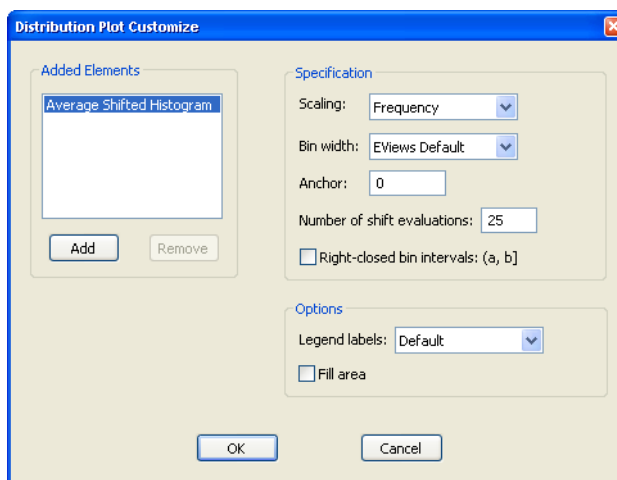 Distribution Plot Customize
Added Elements
Average Shifted Histogram
Add
Remove
Specification
Scaling: Frequency
Bin width: EViews Default
Anchor: 0
Number of shift evaluations: 25
Right-closed bin intervals: (a, b]
Options
Legend labels: Default
Fill area
OK
Cancel